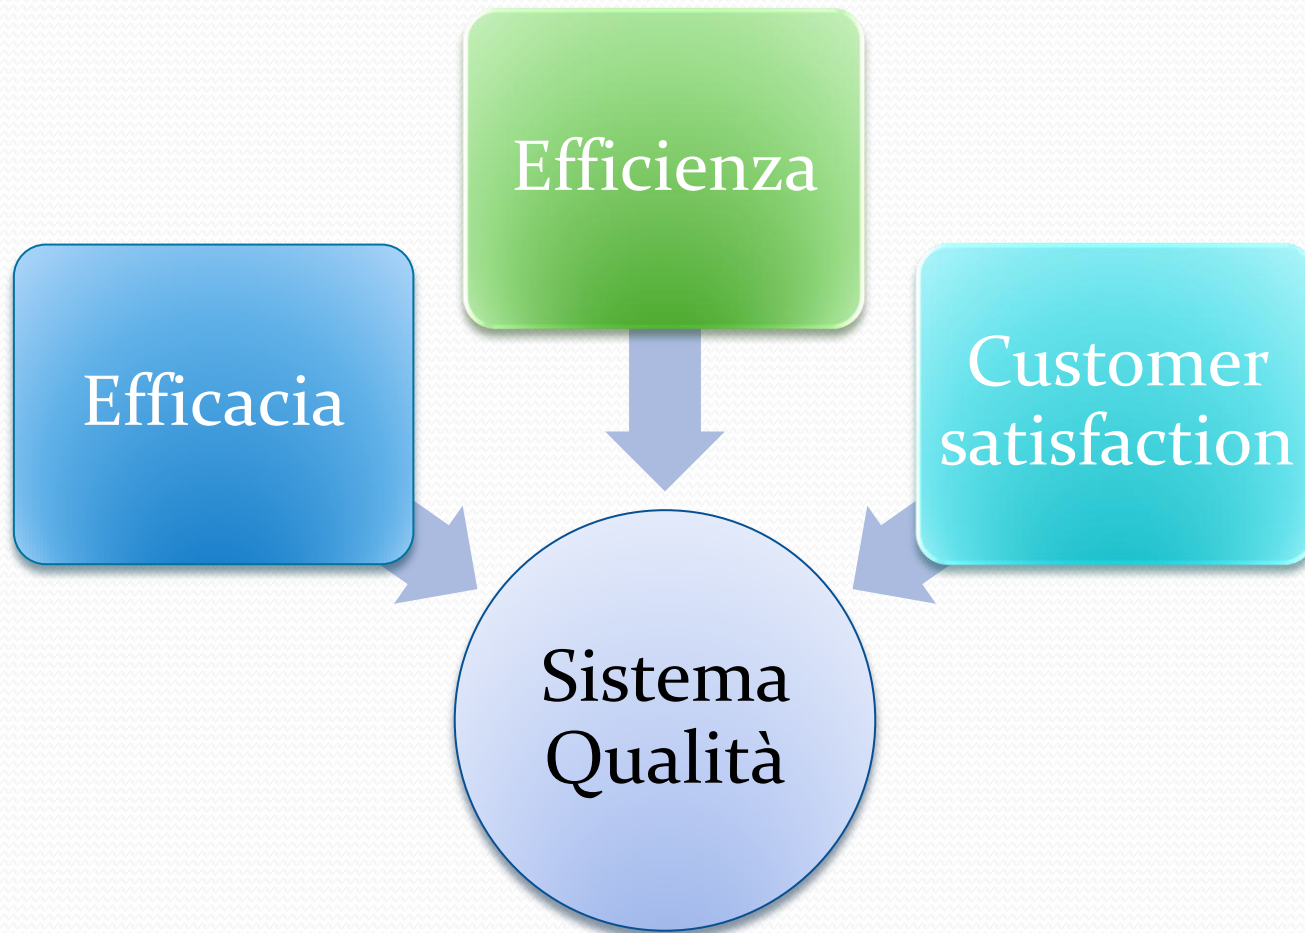 Efficienza
Efficacia
Customer
satisfaction
Sistema
Qualità